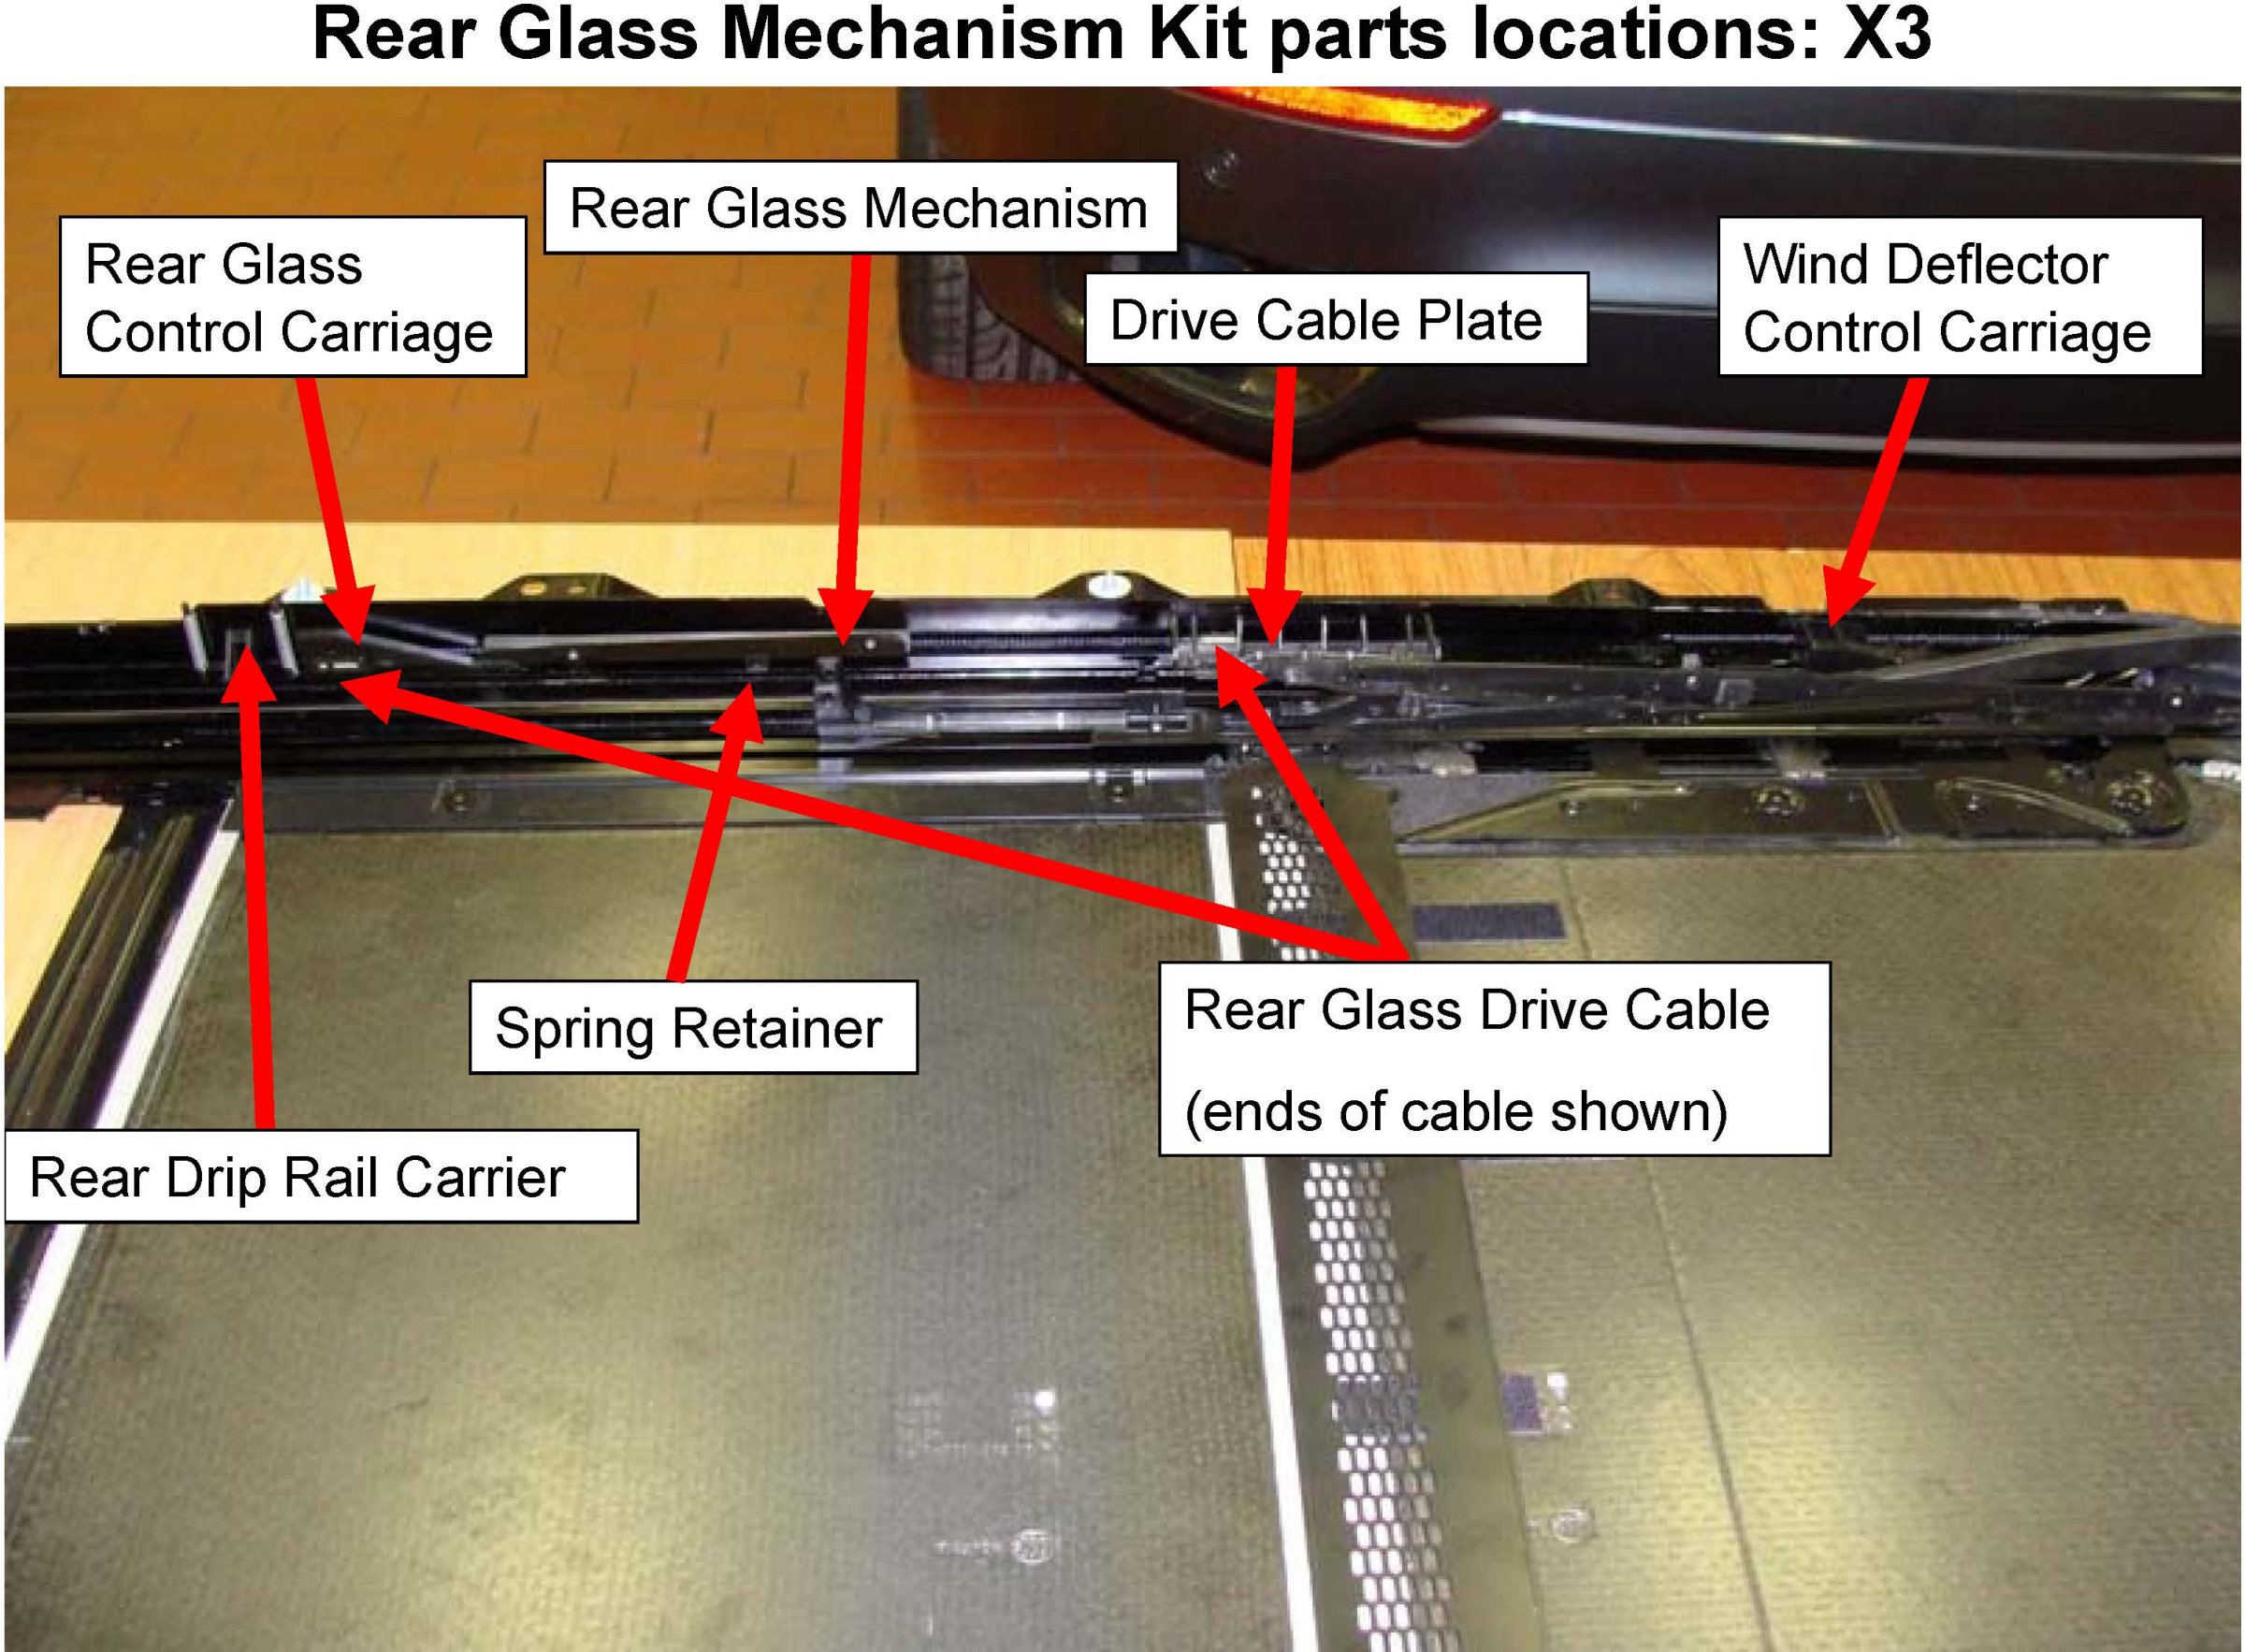 Rear Glass Mechanism Kit parts locations: X3
Rear Glass Mechanism
Rear Glass
Control Carriage
Drive Cable Plate
Wind Deflector
Control Carriage
Spring Retainer
Rear Glass Drive Cable
(ends of cable shown)
Rear Drip Rail Carrier